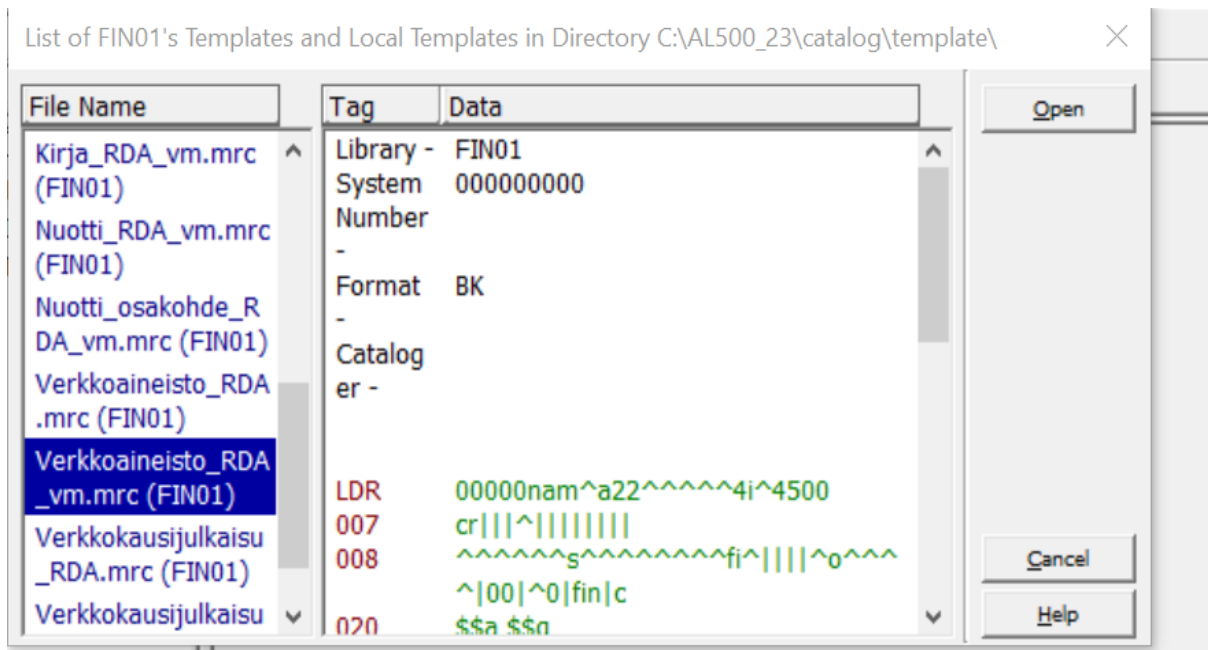 List of FIN01's Templates and Local Templates in Directory C:\AL500_23\catalog\template\
File Name
Kirja_RDA_vm.mrc
(FIN01)
Nuotti_RDA_vm.mrc
(FIN01)
Nuotti_osakohde_R
DA_vm.mrc (FIN01)
Verkkoaineisto_RDA
.mrc (FIN01)
Verkkoaineisto_RDA
_vm.mrc (FIN01)
Verkkokausijulkaisu
_RDA.mrc (FIN01)
Verkkokausijulkaisu
Tag Data
Library - FIN01
System 000000000
Number
-
Format BK
-
Catalog
er -
LDR 00000nam^a22^^^^^4i^4500
007 cr|||^||||||||
008 ^^^^^^s^^^^^^^^fi^||||^o^^^
^|00|^0|fin|c
020 $$a $$q
Open
Cancel
Help